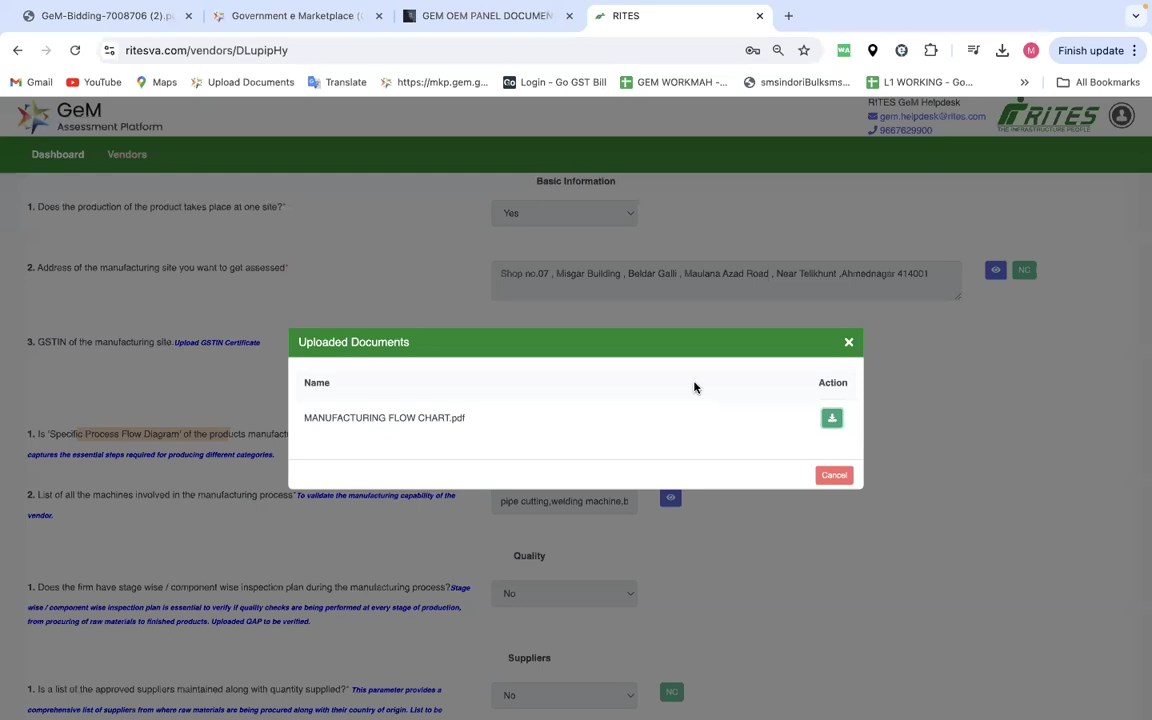 GeM-Bidding-7008706 (2).p
Government e Marketplace (
GEM OEM PANEL DOCUMEN
RITES
ritesva.com/vendors/DLupipHy
Finish update
Gmail
YouTube
Maps
Upload Documents
Translate
https://mkp.gem.g...
Login - Go GST Bill
GEM WORKMAH -...
smsindoriBulksms...
L1 WORKING - Go...
All Bookmarks
GeM
Assessment Platform
RITES GeM Helpdesk
gem.helpdesk@rites.com
9667629900
RITES
THE INFRASTRUCTURE PEOPLE
Dashboard
Vendors
Basic Information
1. Does the production of the product takes place at one site?*
Yes
2. Address of the manufacturing site you want to get assessed*
Shop no.07 , Misgar Building , Beldar Galli , Maulana Azad Road , Near Telikhunt ,Ahmednagar 414001
NC
3. GSTIN of the manufacturing site.Upload GSTIN Certificate
Uploaded Documents
Name
Action
MANUFACTURING FLOW CHART.pdf
Cancel
1. Is 'Specific Process Flow Diagram' of the products manufact
captures the essential steps required for producing different categories.
2. List of all the machines involved in the manufacturing process*To validate the manufacturing capability of the
vendor.
pipe cutting,welding machine,b
Quality
1. Does the firm have stage wise / component wise inspection plan during the manufacturing process?Stage
wise / component wise inspection plan is essential to verify if quality checks are being performed at every stage of production,
from procuring of raw materials to finished products. Uploaded QAP to be verified.
No
Suppliers
1. Is a list of the approved suppliers maintained along with quantity supplied?* This parameter provides a
comprehensive list of suppliers from where raw materials are being procured along with their country of origin. List to be
No
NC